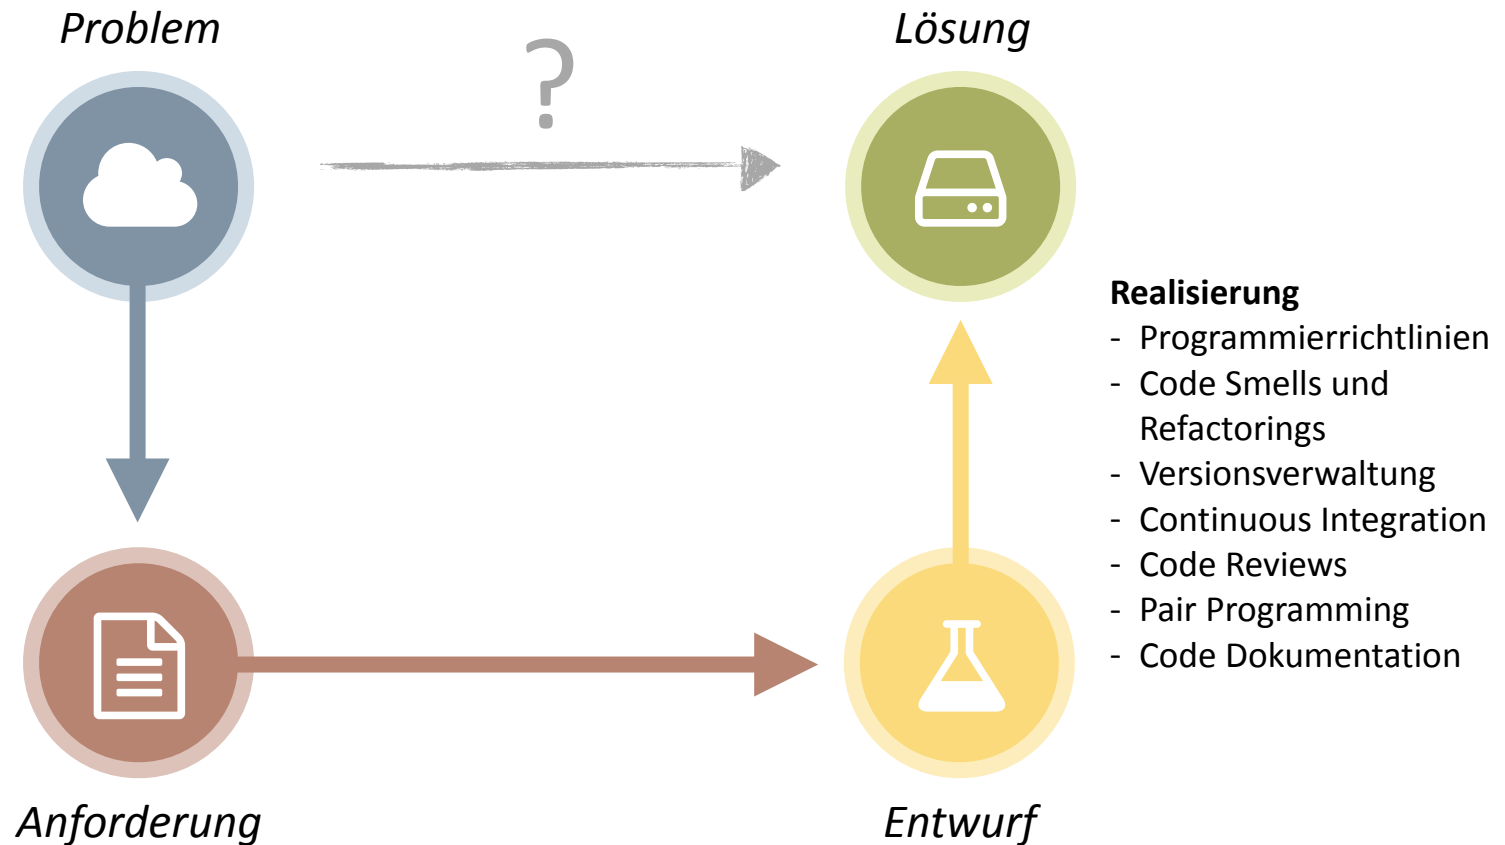 Problem
?
Lösung
Realisierung
- Programmierrichtlinien
- Code Smells und
Refactorings
- Versionsverwaltung
- Continuous Integration
- Code Reviews
- Pair Programming
- Code Dokumentation
Anforderung
Entwurf